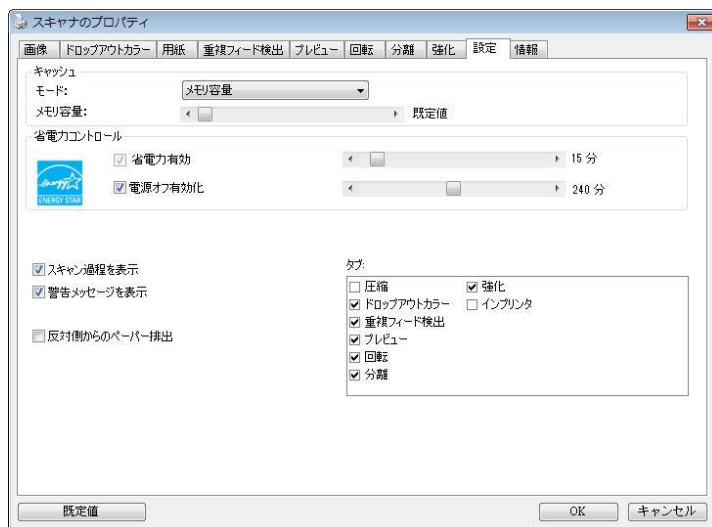 スキャナのプロパティ
画像 ドロップアウトカラー 用紙 重複フィード検出 プレビュー 回転 分離 強化 設定 情報
キャッシュ
モード: メモリ容量
メモリ容量: 既定値
省電力コントロール
省電力有効 15 分
電源オフ有効化 240 分
energy
ENERGY STAR
スキャン過程を表示
警告メッセージを表示
反対側からのペーパー排出
タブ:
圧縮 強化
ドロップアウトカラー インプリンタ
重複フィード検出
プレビュー
回転
分離
既定値 OK キャンセル